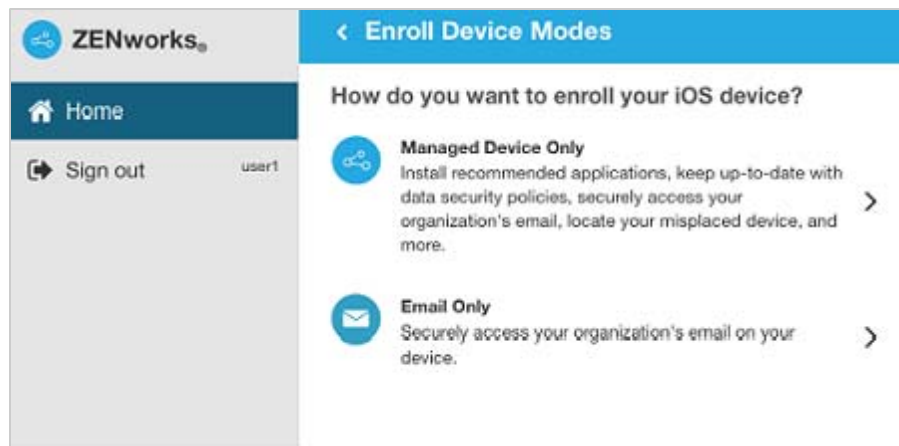 ZENworks®
Home
Sign out user1
Enroll Device Modes
How do you want to enroll your iOS device?
Managed Device Only
Install recommended applications, keep up-to-date with
data security policies, securely access your
organization's email, locate your misplaced device, and
more.
Email Only
Securely access your organization's email on your
device.